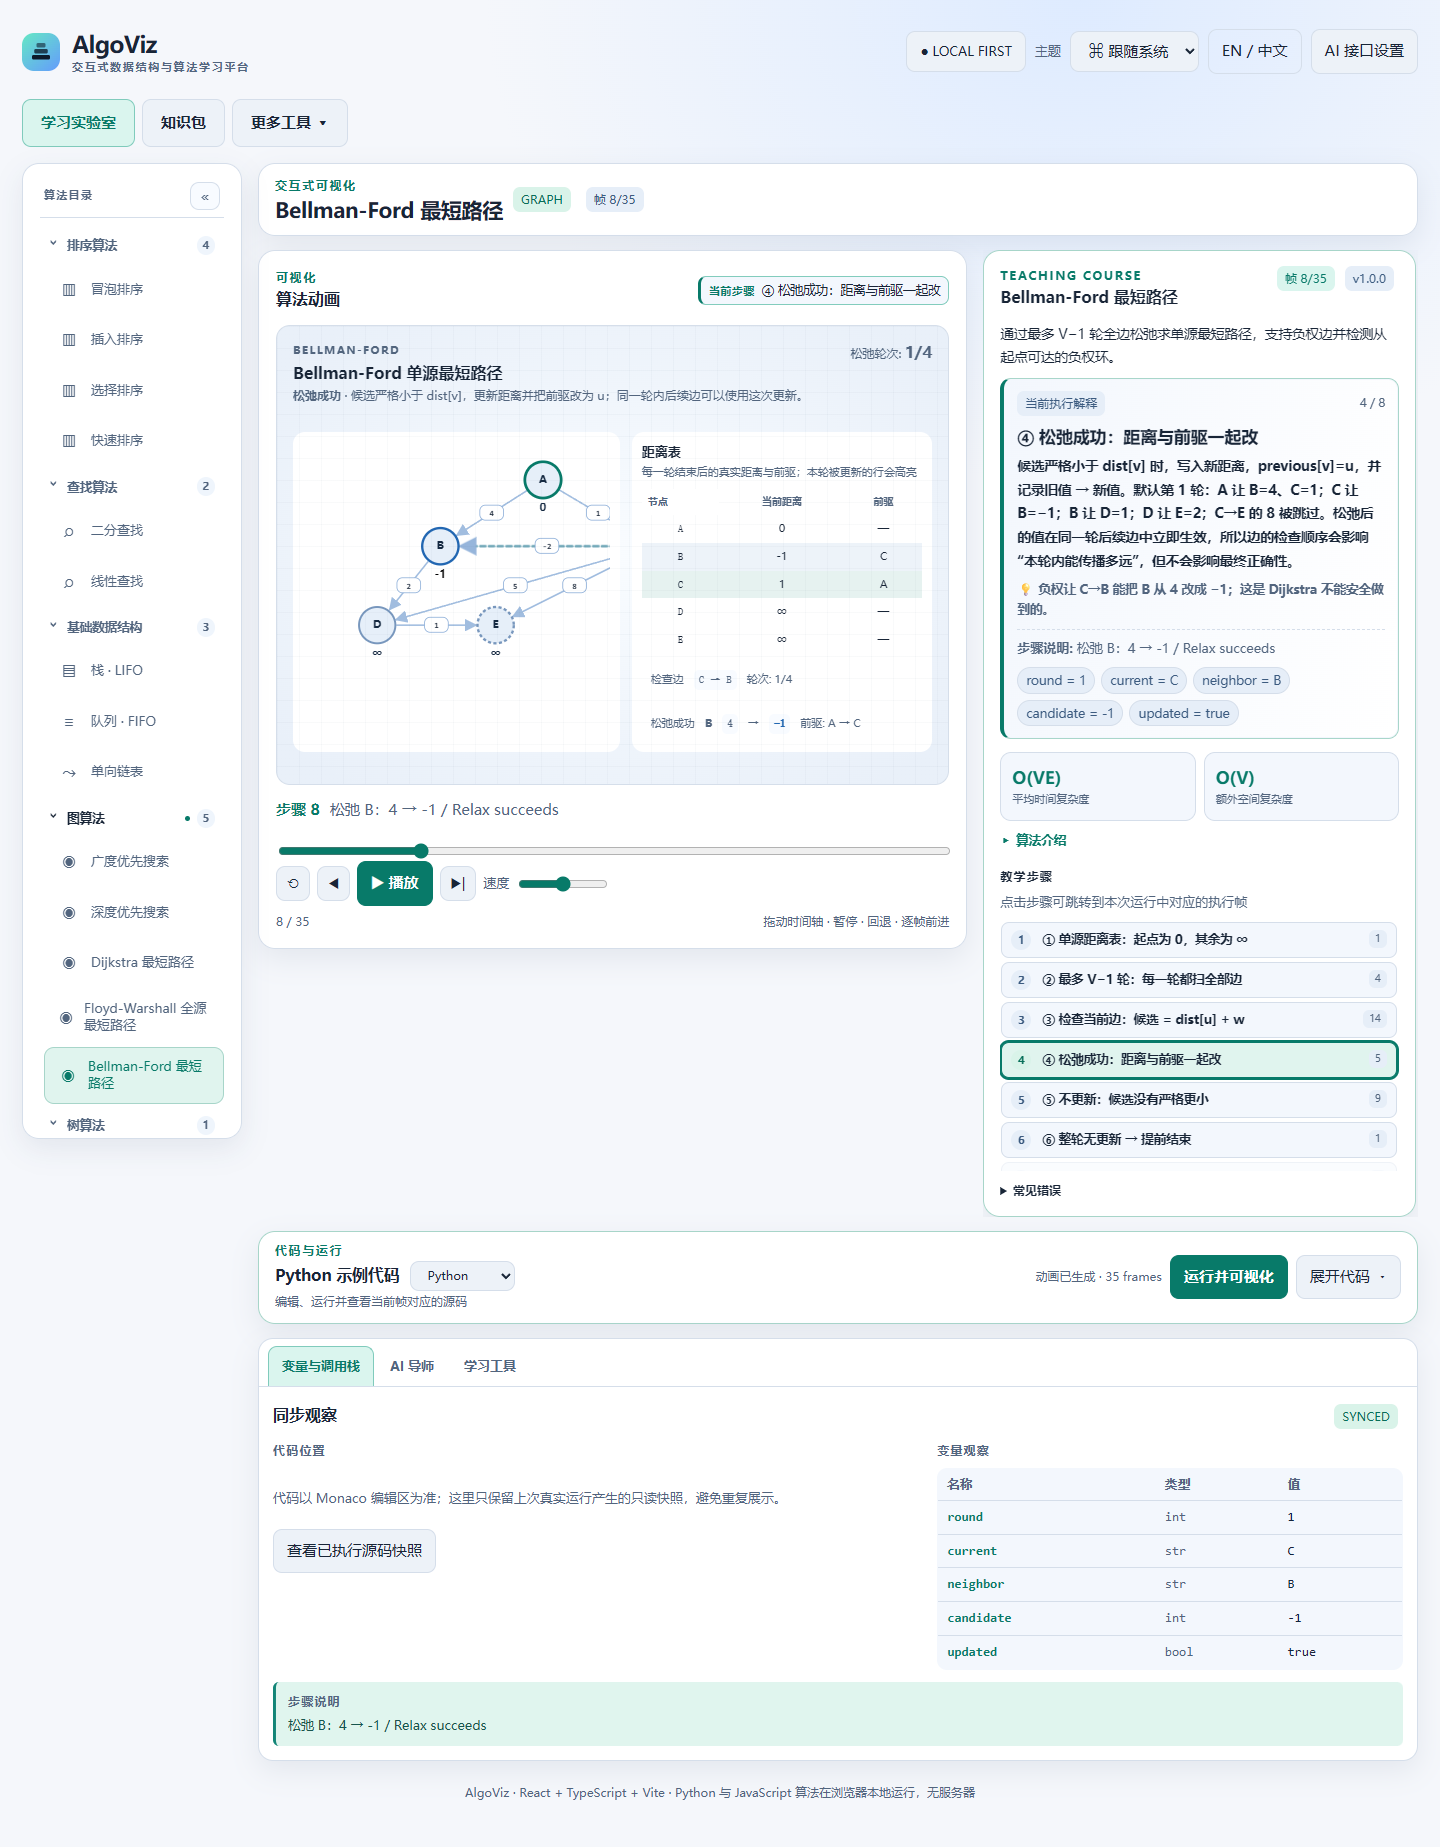 AlgoViz
交互式数据结构与算法学习平台
● LOCAL FIRST
主题
⌘ 跟随系统
EN / 中文
AI 接口设置
学习实验室
知识包
更多工具 ▾
算法目录
«
排序算法
4
冒泡排序
插入排序
选择排序
快速排序
查找算法
2
二分查找
线性查找
基础数据结构
3
栈 · LIFO
队列 · FIFO
单向链表
图算法
5
广度优先搜索
深度优先搜索
Dijkstra 最短路径
Floyd-Warshall 全源
最短路径
Bellman-Ford 最短
路径
树算法
1
交互式可视化
Bellman-Ford 最短路径
GRAPH
帧 8/35
可视化
算法动画
当前步骤 ④ 松弛成功：距离与前驱一起改
BELLMAN-FORD
Bellman-Ford 单源最短路径
松弛轮次: 1/4
松弛成功 · 候选严格小于 dist[v]，更新距离并把前驱改为 u；同一轮内后续边可以使用这次更新。
A
0
4
1
B
-1
-2
2
5
8
D
∞
1
E
∞
距离表
每一轮结束后的真实距离与前驱；本轮被更新的行会高亮
节点 当前距离 前驱
A 0 —
B -1 C
C 1 A
D ∞ —
E ∞ —
检查边 C → B 轮次: 1/4
松弛成功 B 4 → −1 前驱: A → C
步骤 8 松弛 B： 4 → -1 / Relax succeeds
▶ 播放
速度
8 / 35
拖动时间轴 · 暂停 · 回退 · 逐帧前进
TEACHING COURSE
Bellman-Ford 最短路径
帧 8/35
v1.0.0
通过最多 V−1 轮全边松弛求单源最短路径，支持负权边并检测从
起点可达的负权环。
当前执行解释
4 / 8
④ 松弛成功：距离与前驱一起改
候选严格小于 dist[v] 时，写入新距离，previous[v]=u，并
记录旧值 → 新值。默认第 1 轮：A 让 B=4、C=1；C 让
B=−1；B 让 D=1；D 让 E=2；C→E 的 8 被跳过。松弛后
的值在同一轮后续边中立即生效，所以边的检查顺序会影响
“本轮内能传播多远”，但不会影响最终正确性。
💡 负权让 C→B 能把 B 从 4 改成 −1；这是 Dijkstra 不能安全做
到的。
步骤说明: 松弛 B： 4 → -1 / Relax succeeds
round = 1
current = C
neighbor = B
candidate = -1
updated = true
O(VE)
平均时间复杂度
O(V)
额外空间复杂度
▸ 算法介绍
教学步骤
点击步骤可跳转到本次运行中对应的执行帧
1 ① 单源距离表：起点为 0，其余为 ∞ 1
2 ② 最多 V−1 轮：每一轮都扫全部边 4
3 ③ 检查当前边：候选 = dist[u] + w 14
4 ④ 松弛成功：距离与前驱一起改 5
5 ⑤ 不更新：候选没有严格更小 9
6 ⑥ 整轮无更新 → 提前结束 1
▶ 常见错误
代码与运行
Python 示例代码
Python
编辑、运行并查看当前帧对应的源码
动画已生成 · 35 frames
运行并可视化
展开代码
变量与调用栈
AI 导师
学习工具
同步观察
SYNCED
代码位置
代码以 Monaco 编辑区为准；这里只保留上次真实运行产生的只读快照，避免重复展示。
查看已执行源码快照
变量观察
名称 类型 值
round int 1
current str C
neighbor str B
candidate int -1
updated bool true
步骤说明
松弛 B： 4 → -1 / Relax succeeds
AlgoViz · React + TypeScript + Vite · Python 与 JavaScript 算法在浏览器本地运行，无服务器